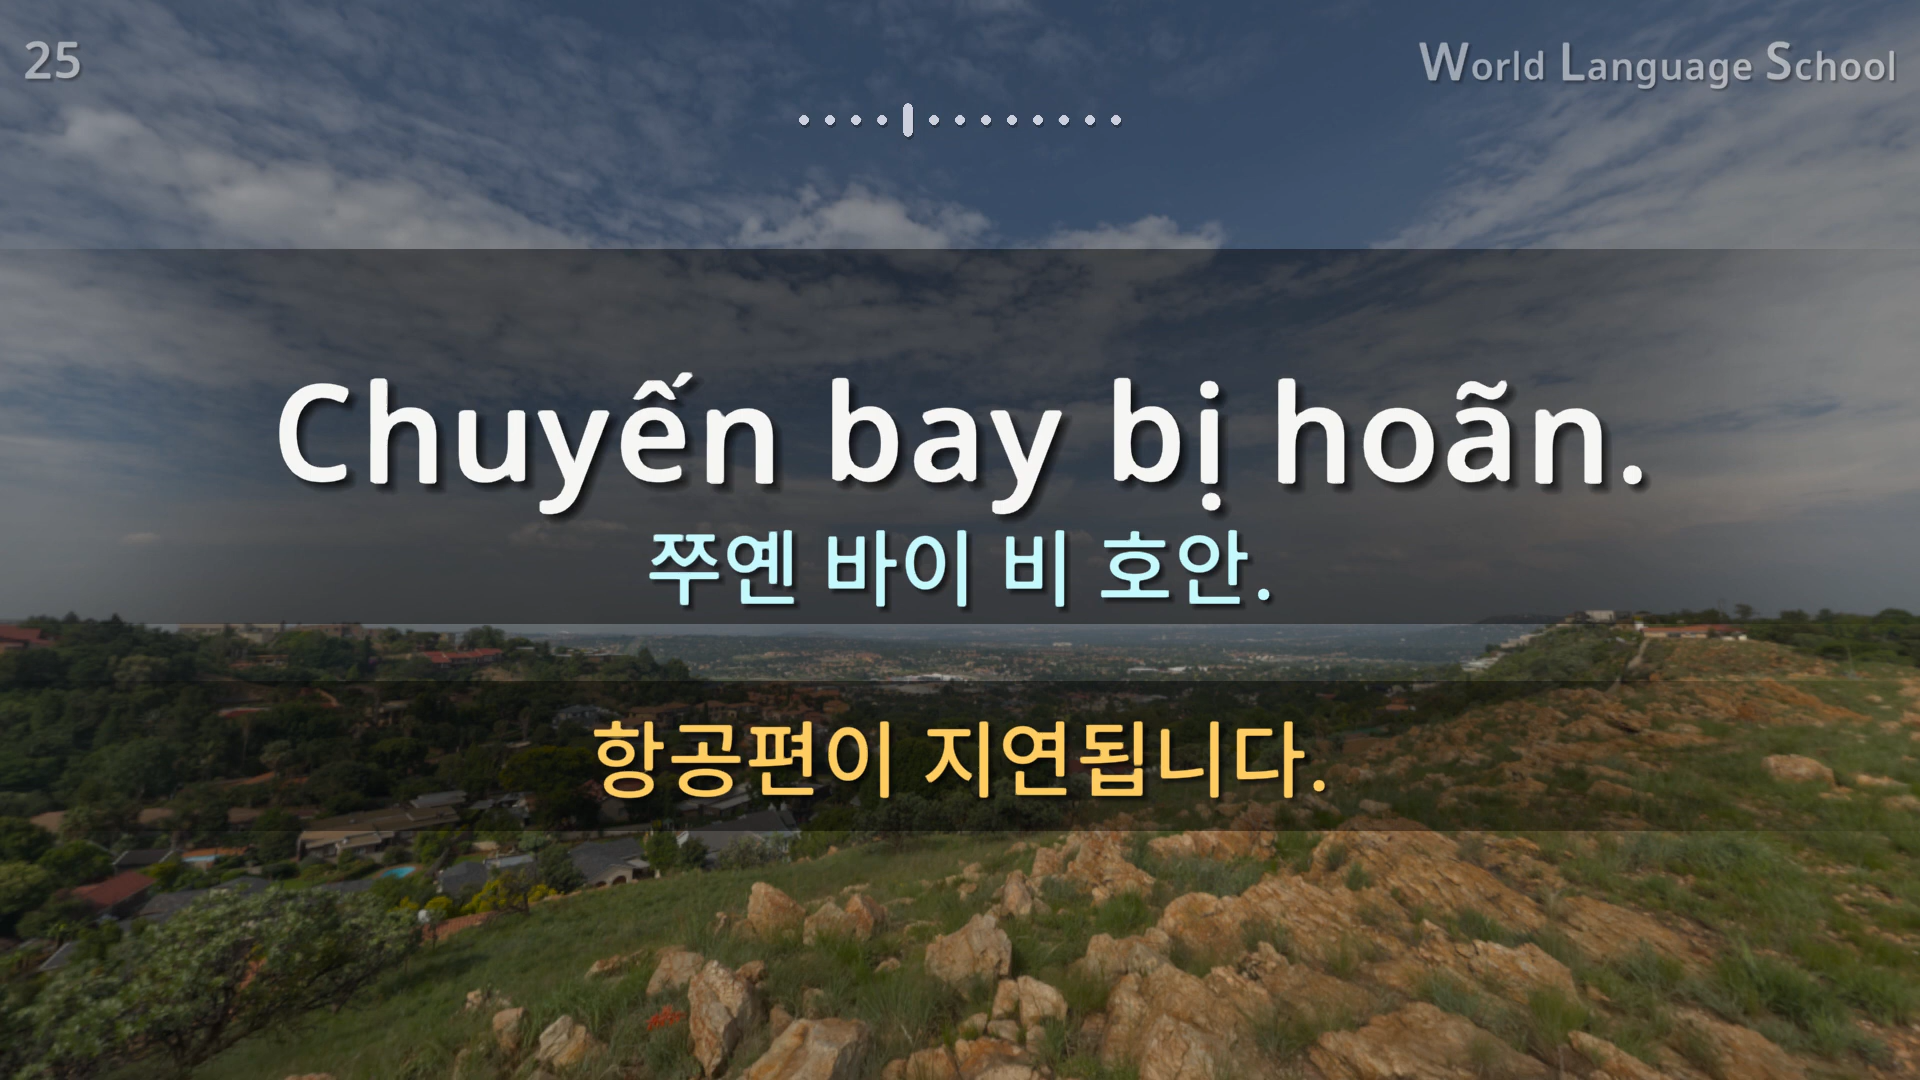 25
World Language School
Chuyến bay bị hoãn.
쭈옌 바이 비 호안.
항공편이 지연됩니다.